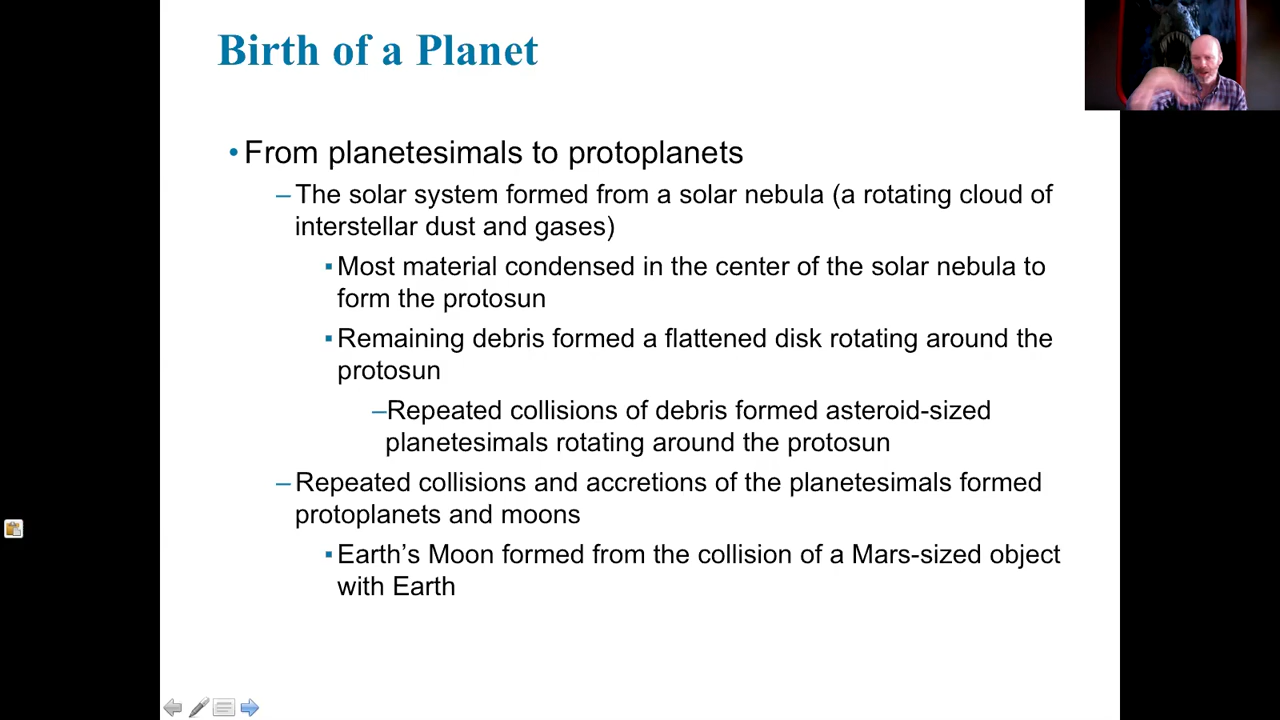 Birth of a Planet
•From planetesimals to protoplanets
–The solar system formed from a solar nebula (a rotating cloud of
interstellar dust and gases)
▪Most material condensed in the center of the solar nebula to
form the protosun
▪Remaining debris formed a flattened disk rotating around the
protosun
–Repeated collisions of debris formed asteroid-sized
planetesimals rotating around the protosun
–Repeated collisions and accretions of the planetesimals formed
protoplanets and moons
▪Earth’s Moon formed from the collision of a Mars-sized object
with Earth